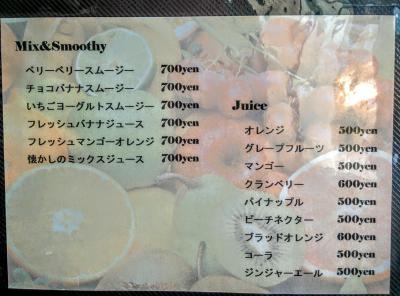 Mix&Smoothy
ベリーベリースムージー 700yen
チョコバナナスムージー 700yen
いちごヨーグルトスムージー 700yen
フレッシュバナナジュース 700yen
フレッシュマンゴーオレンジ 700yen
懐かしのミックスジュース 700yen
Juice
オレンジ 500yen
グレープフルーツ 500yen
マンゴー 500yen
クランベリー 600yen
パイナップル 500yen
ピーチネクター 500yen
ブラッドオレンジ 600yen
コーラ 500yen
ジンジャーエール 500yen